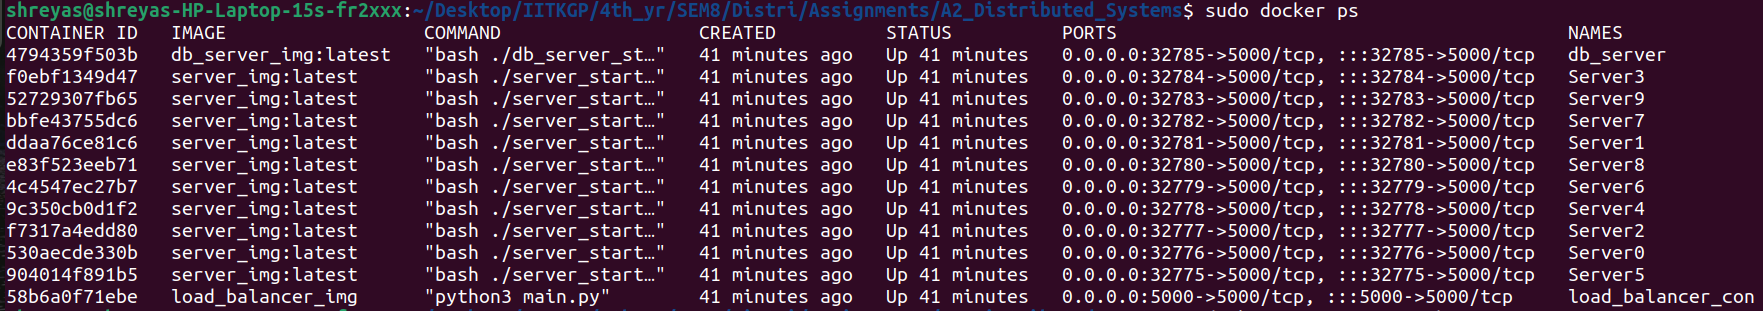 shreyas@shreyas-HP-Laptop-15s-fr2xxx:~/Desktop/IITKGP/4th_yr/SEM8/Distri/Assignments/A2_Distributed_Systems$ sudo docker ps
CONTAINER ID   IMAGE                  COMMAND                  CREATED          STATUS          PORTS                                         NAMES
4794359f503b   db_server_img:latest   "bash ./db_server_st…"   41 minutes ago   Up 41 minutes   0.0.0.0:32785->5000/tcp, :::32785->5000/tcp   db_server
f0ebf1349d47   server_img:latest      "bash ./server_start…"   41 minutes ago   Up 41 minutes   0.0.0.0:32784->5000/tcp, :::32784->5000/tcp   Server3
52729307fb65   server_img:latest      "bash ./server_start…"   41 minutes ago   Up 41 minutes   0.0.0.0:32783->5000/tcp, :::32783->5000/tcp   Server9
bbfe43755dc6   server_img:latest      "bash ./server_start…"   41 minutes ago   Up 41 minutes   0.0.0.0:32782->5000/tcp, :::32782->5000/tcp   Server7
ddaa76ce81c6   server_img:latest      "bash ./server_start…"   41 minutes ago   Up 41 minutes   0.0.0.0:32781->5000/tcp, :::32781->5000/tcp   Server1
e83f523eeb71   server_img:latest      "bash ./server_start…"   41 minutes ago   Up 41 minutes   0.0.0.0:32780->5000/tcp, :::32780->5000/tcp   Server8
4c4547ec27b7   server_img:latest      "bash ./server_start…"   41 minutes ago   Up 41 minutes   0.0.0.0:32779->5000/tcp, :::32779->5000/tcp   Server6
9c350cb0d1f2   server_img:latest      "bash ./server_start…"   41 minutes ago   Up 41 minutes   0.0.0.0:32778->5000/tcp, :::32778->5000/tcp   Server4
f7317a4edd80   server_img:latest      "bash ./server_start…"   41 minutes ago   Up 41 minutes   0.0.0.0:32777->5000/tcp, :::32777->5000/tcp   Server2
530aecde330b   server_img:latest      "bash ./server_start…"   41 minutes ago   Up 41 minutes   0.0.0.0:32776->5000/tcp, :::32776->5000/tcp   Server0
904014f891b5   server_img:latest      "bash ./server_start…"   41 minutes ago   Up 41 minutes   0.0.0.0:32775->5000/tcp, :::32775->5000/tcp   Server5
58b6a0f71ebe   load_balancer_img      "python3 main.py"        41 minutes ago   Up 41 minutes   0.0.0.0:5000->5000/tcp, :::5000->5000/tcp     load_balancer_con